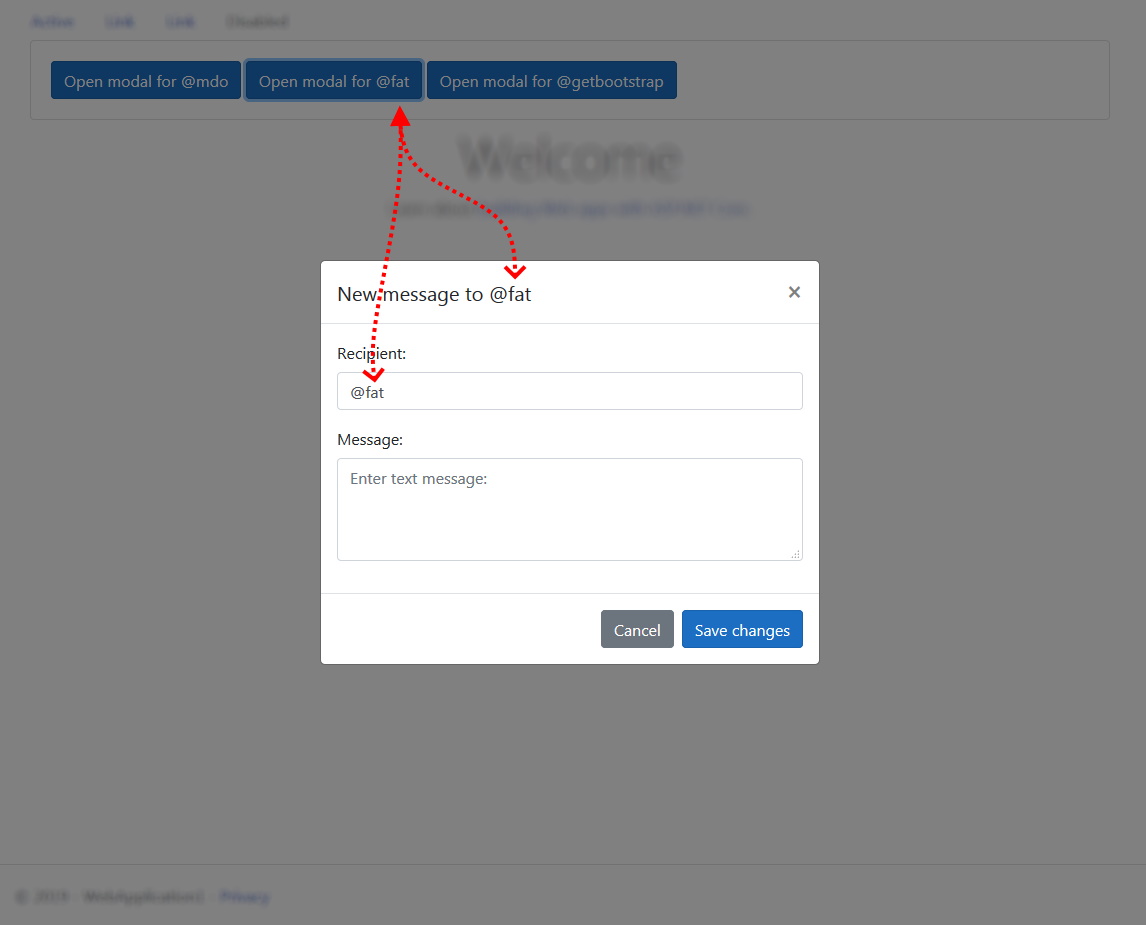 Active Link Link Disabled
Open modal for @mdo Open modal for @fat Open modal for @getbootstrap
Welcome
New message to @fat ×
Recipient:
@fat
Message:
Enter text message:
Cancel Save changes
© 2019 - WebApplication1 - Privacy